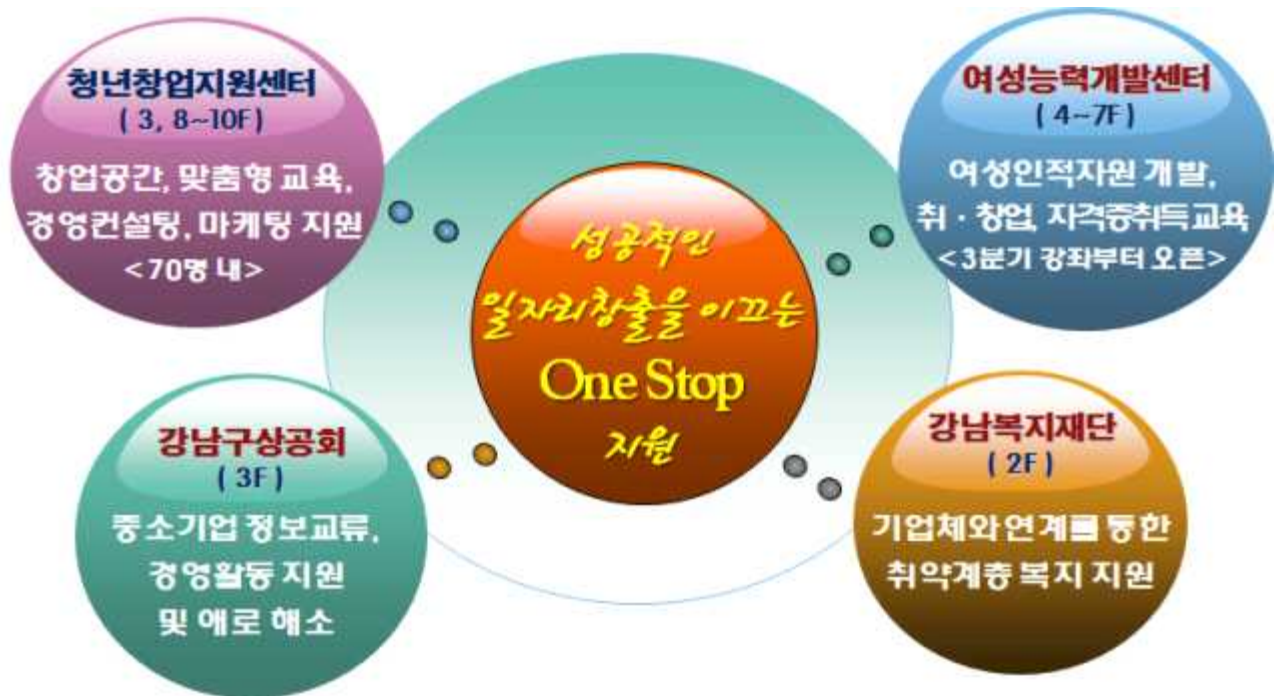 청년창업지원센터
( 3, 8~10F)
창업공간, 맞춤형 교육,
경영컨설팅, 마케팅 지원
<70명 내>
여성능력개발센터
( 4~7F)
여성인적자원 개발,
취 · 창업, 자격증취득교육
<3분기 강좌부터 오픈>
성공적인
일자리창출을 이끄는
One Stop
지원
강남구상공회
( 3F)
중소기업 정보교류,
경영활동 지원
및 애로 해소
강남복지재단
( 2F)
기업체와 연계를 통한
취약계층 복지 지원